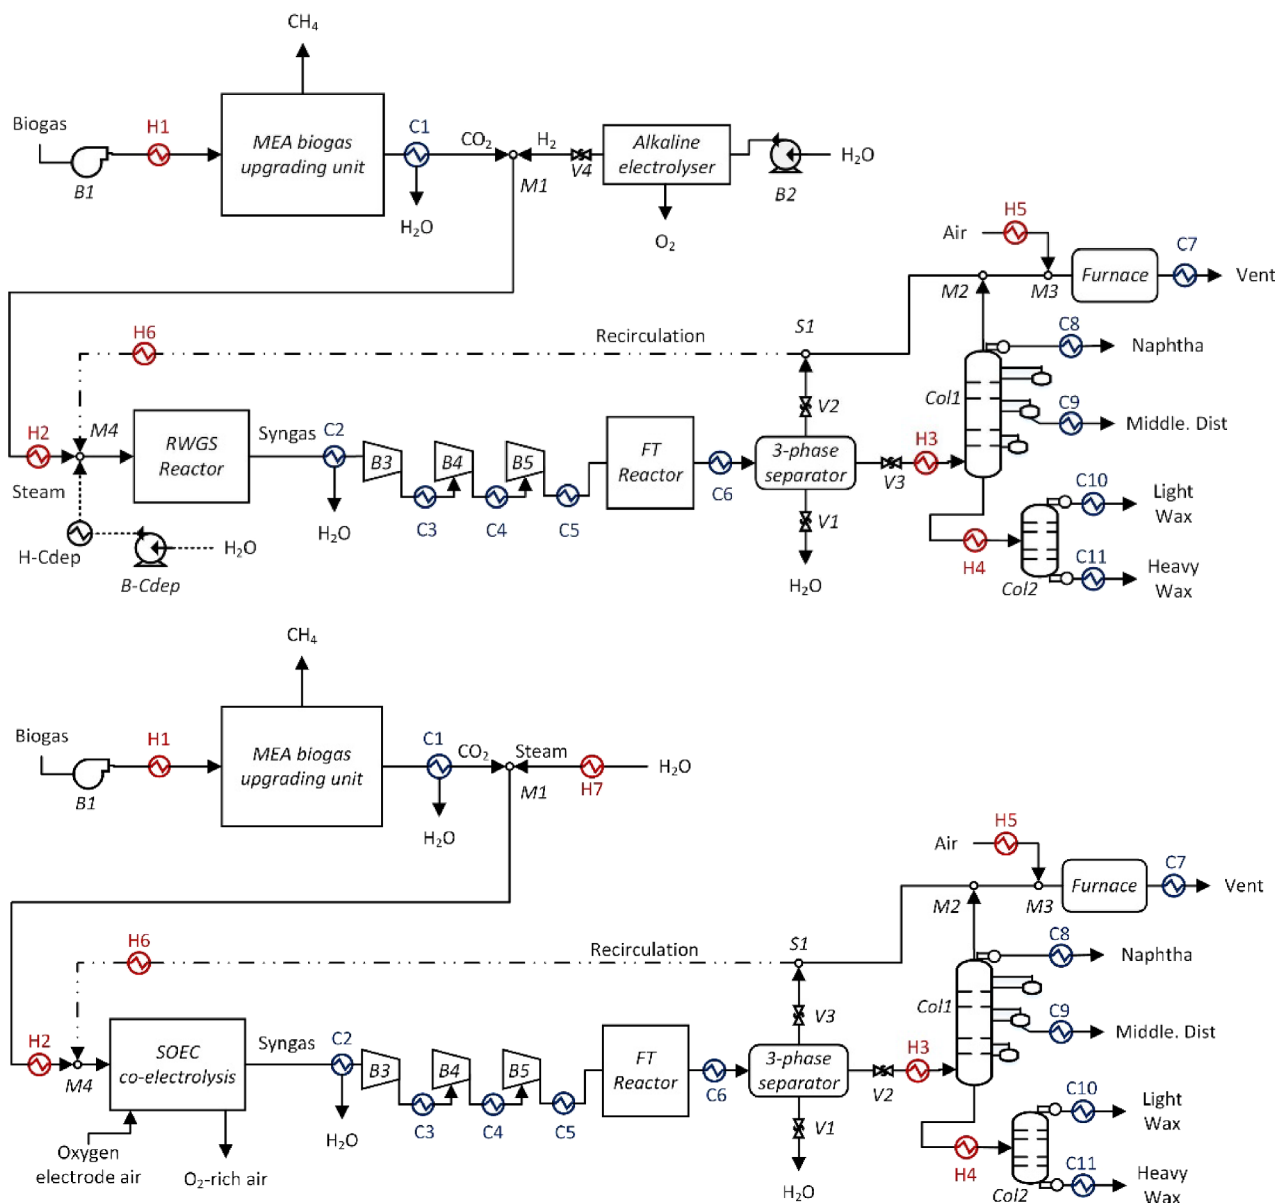 CH₄
Biogas
H1
MEA biogas
upgrading unit
C1
CO₂
H₂
V4
Alkaline
electrolyser
H₂O
B1
M1
B2
H₂O
O₂
Air
H5
C7
Furnace
M2
M3
Vent
H6
Recirculation
S1
C8
Naphtha
V2
Col1
C9
Middle. Dist
H2
M4
RWGS
Reactor
Syngas
C2
B3
B4
B5
FT
Reactor
C6
3-phase
separator
V3
H3
Steam
C3
C4
C5
V1
C10
Light
Wax
H-Cdep
H₂O
B-Cdep
H₂O
H₂O
H4
Col2
C11
Heavy
Wax
CH₄
Biogas
H1
MEA biogas
upgrading unit
C1
CO₂
Steam
H7
H₂O
B1
M1
H₂O
Air
H5
C7
Furnace
M2
M3
Vent
H6
Recirculation
S1
C8
Naphtha
V3
Col1
C9
Middle. Dist
H2
M4
SOEC
co-electrolysis
Syngas
C2
B3
B4
B5
FT
Reactor
C6
3-phase
separator
V2
H3
C3
C4
C5
V1
C10
Light
Wax
Oxygen
electrode air
O₂-rich air
H₂O
H₂O
H4
Col2
C11
Heavy
Wax